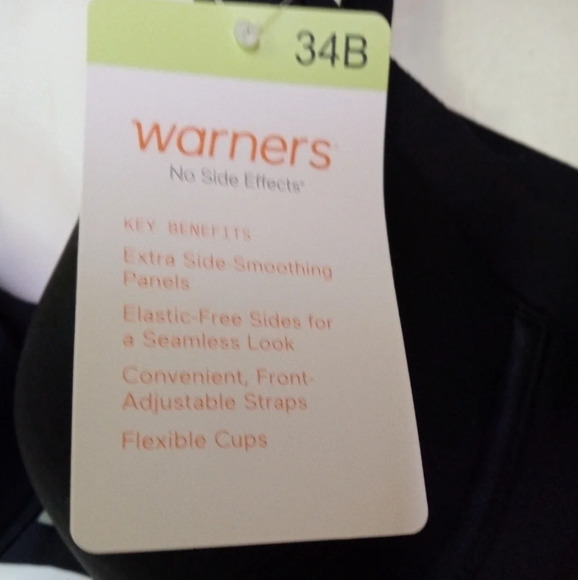 34B
warners
No Side Effects®
KEY BENEFITS
Extra Side-Smoothing
Panels
Elastic-Free Sides for
a Seamless Look
Convenient, Front-
Adjustable Straps
Flexible Cups